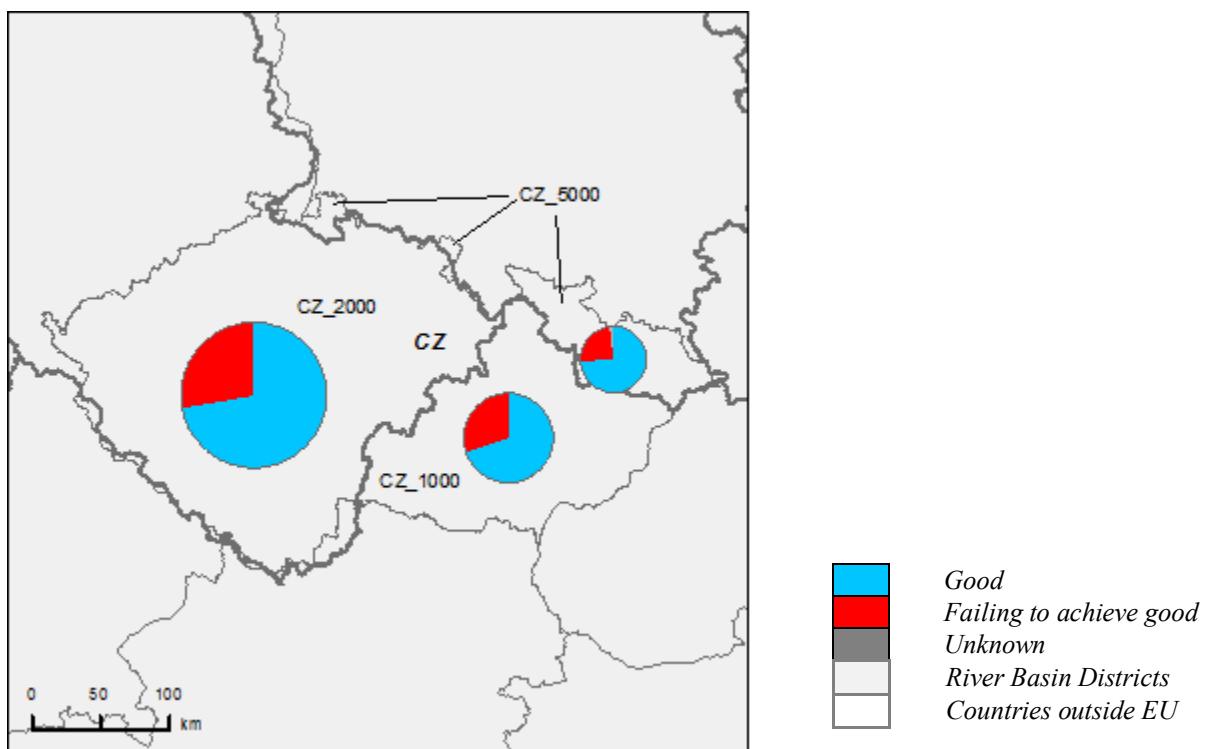 CZ_5000
CZ_2000
CZ
CZ_1000
0 50 100
km
Good
Failing to achieve good
Unknown
River Basin Districts
Countries outside EU